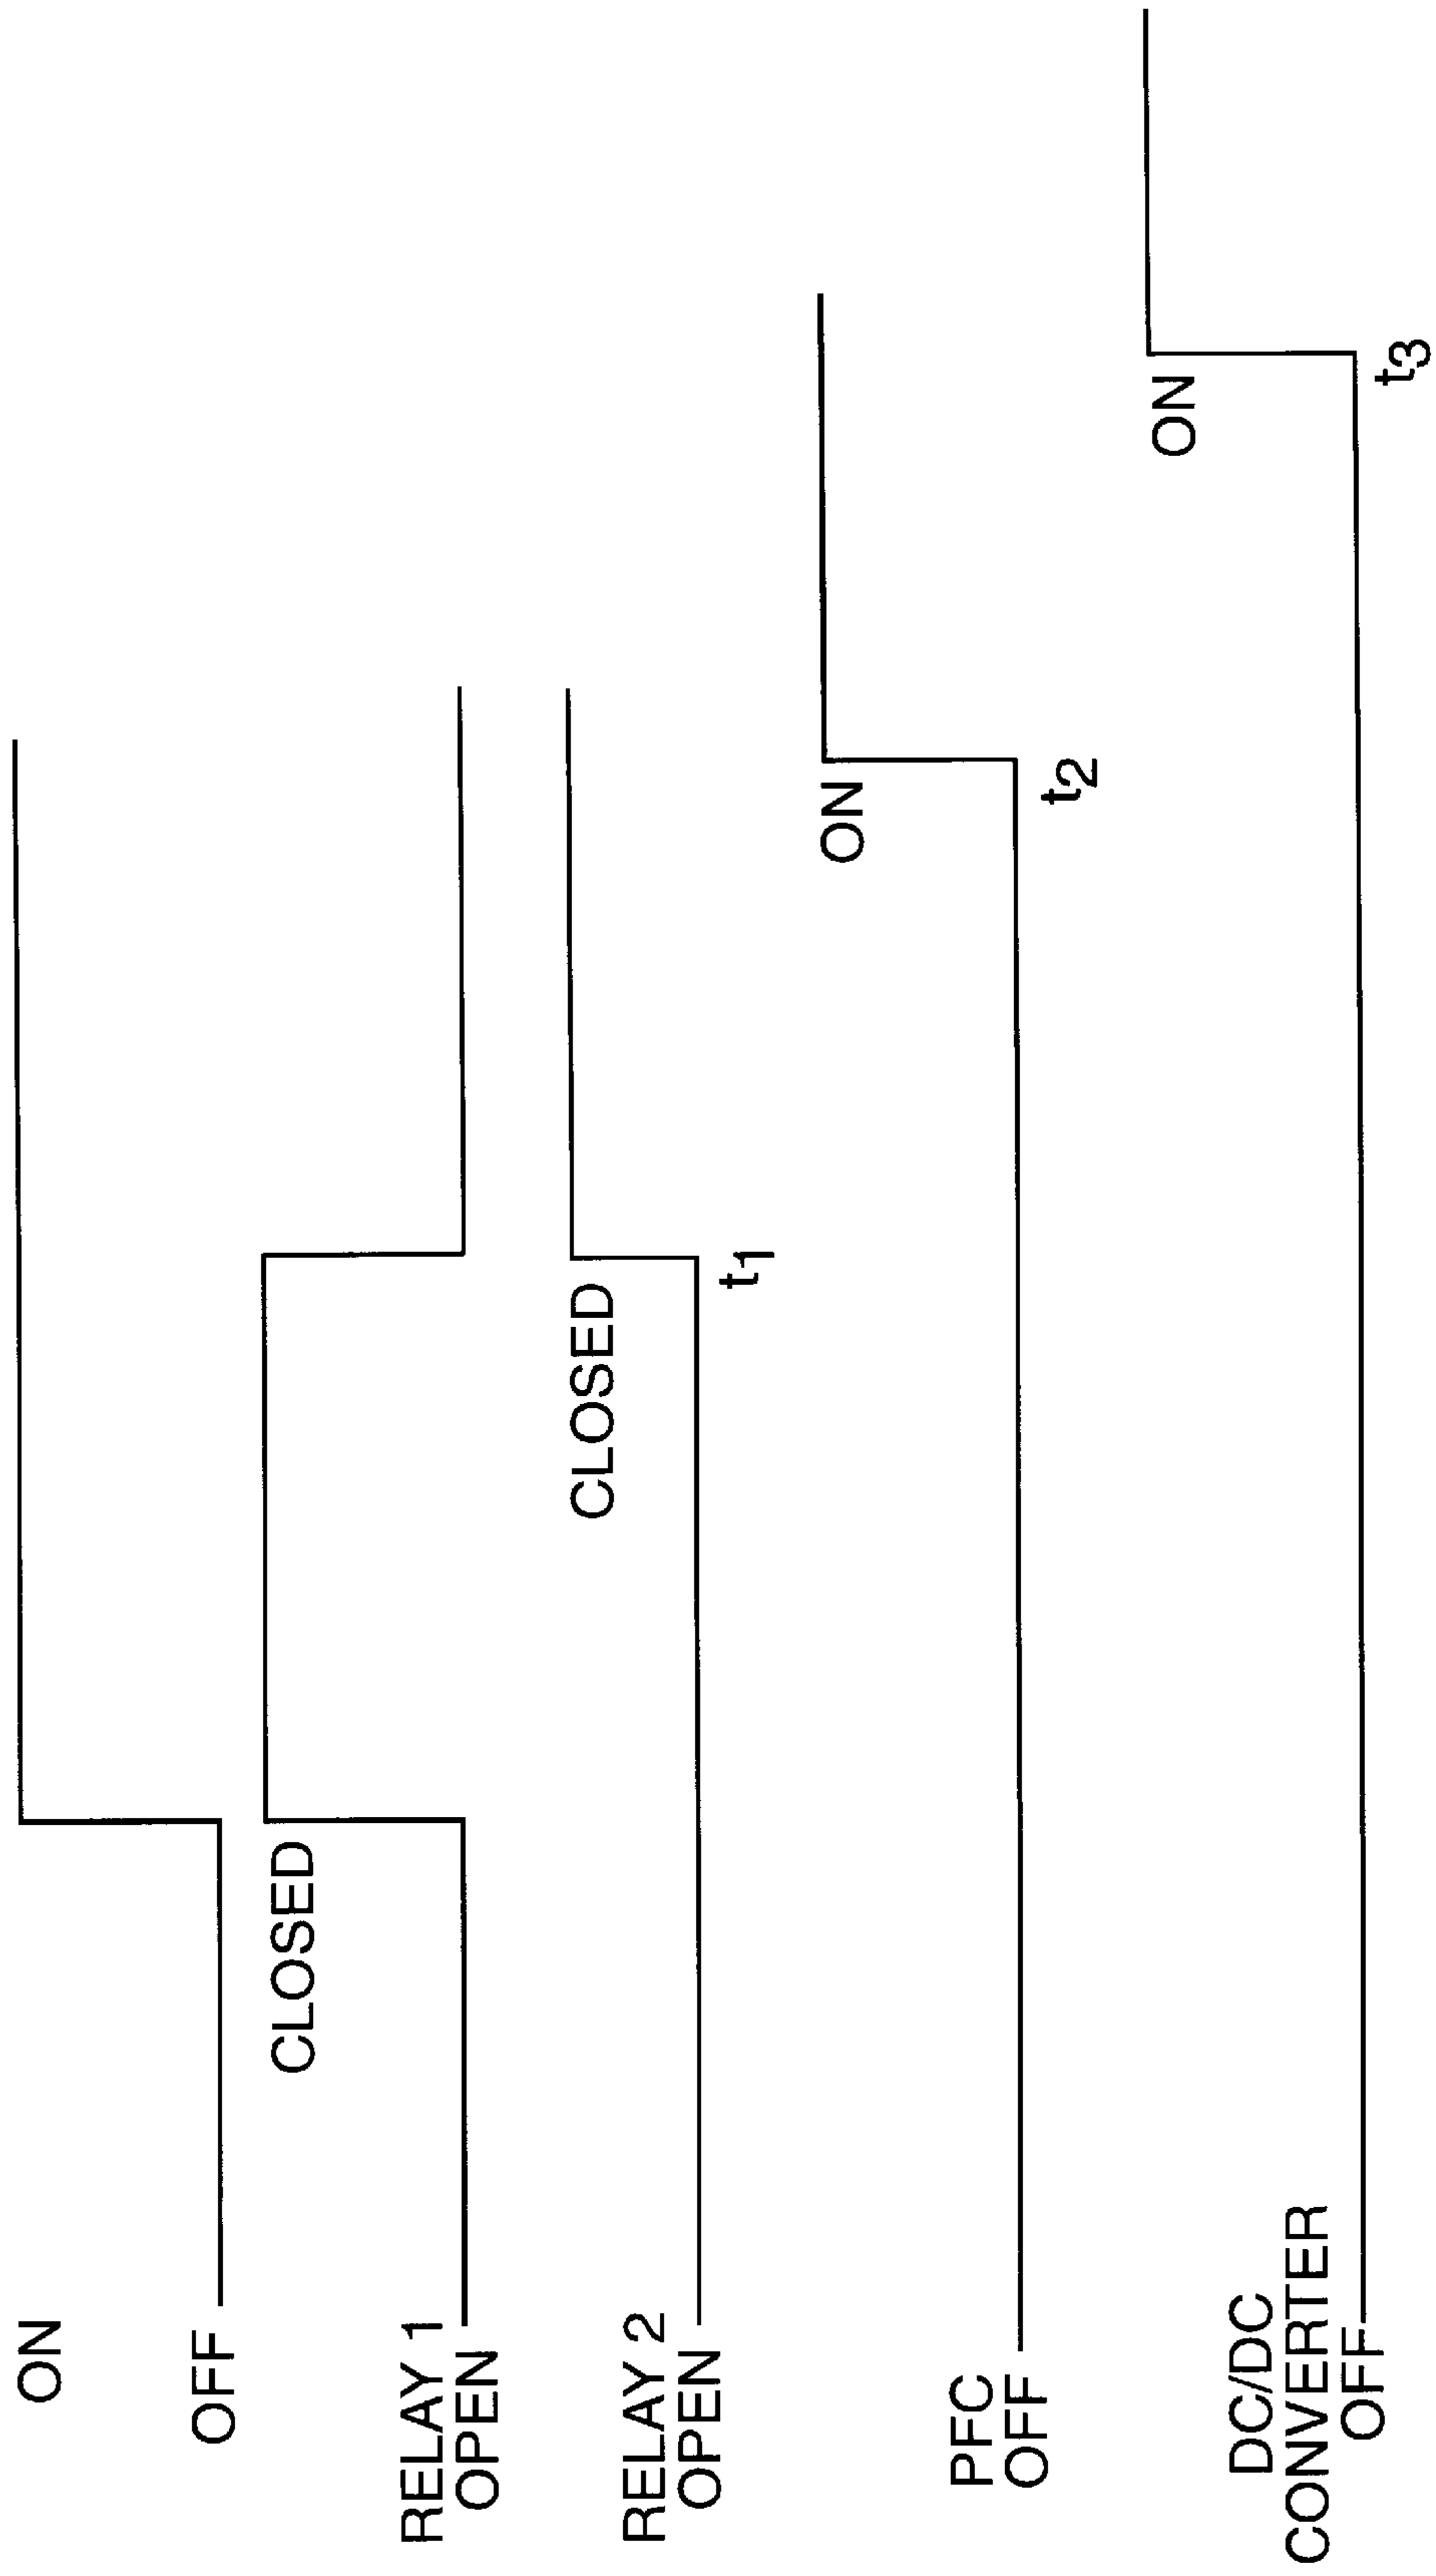 ON
OFF
CLOSED
RELAY 1
OPEN
CLOSED
RELAY 2
OPEN
t1
ON
PFC
OFF
t2
ON
DC/DC
CONVERTER
OFF
t3